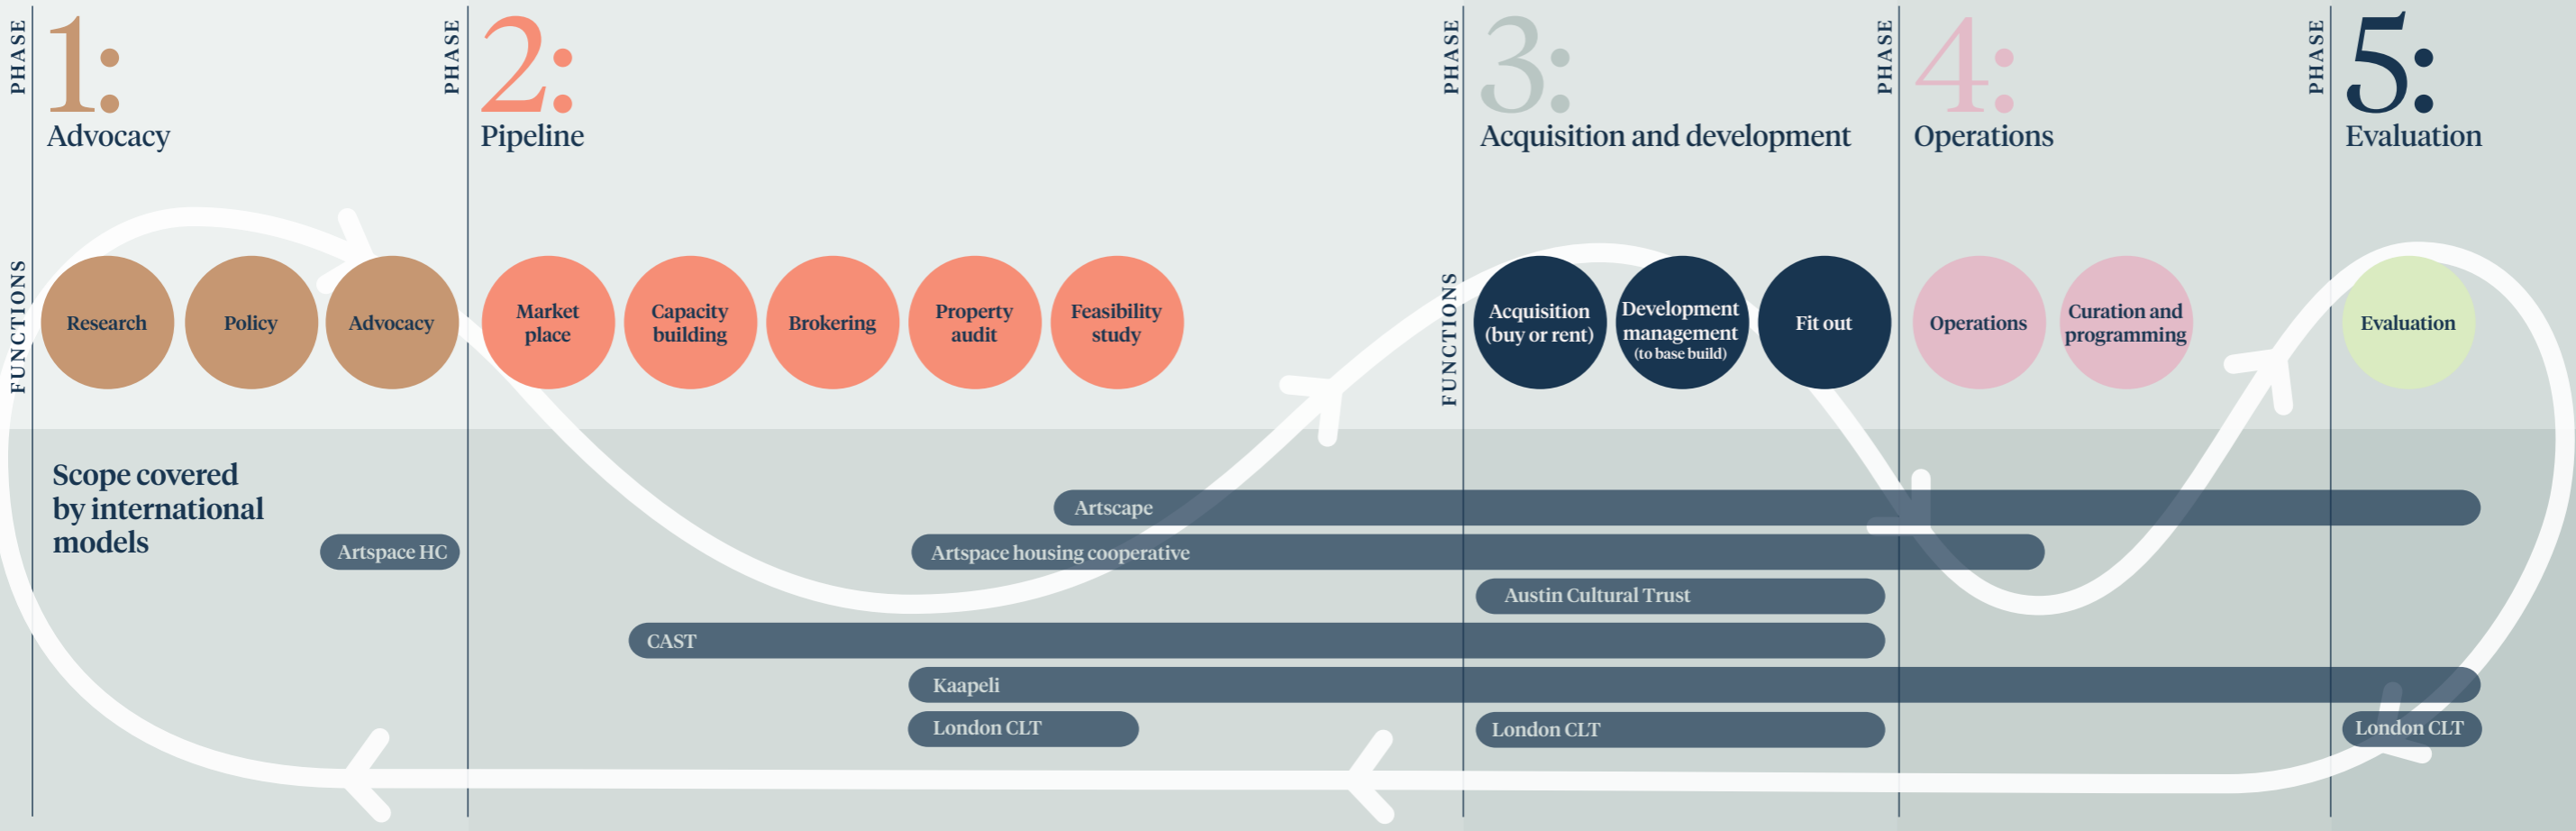 PHASE
1:
Advocacy
PHASE
2:
Pipeline
PHASE
3:
Acquisition and development
PHASE
4:
Operations
PHASE
5:
Evaluation
FUNCTIONS
Research
Policy
Advocacy
Market
place
Capacity
building
Brokering
Property
audit
Feasibility
study
FUNCTIONS
Acquisition
(buy or rent)
Development
management
(to base build)
Fit out
Operations
Curation and
programming
Evaluation
Scope covered
by international
models
Artscape
Artspace HC
Artspace housing cooperative
Austin Cultural Trust
CAST
Kaapeli
London CLT
London CLT
London CLT